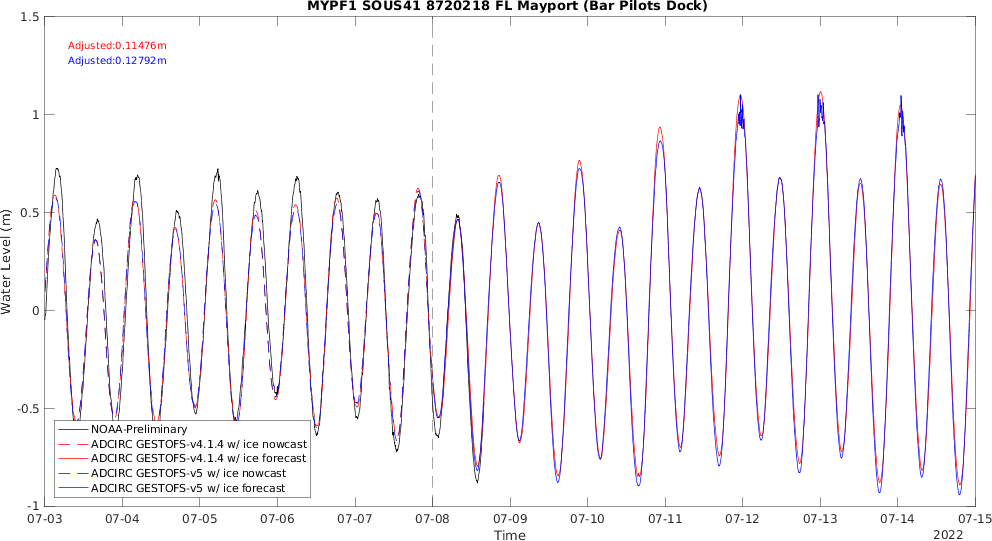 MYPF1 SOUS41 8720218 FL Mayport (Bar Pilots Dock)
1.5
Adjusted:0.11476m
Adjusted:0.12792m
1
0.5
Water Level (m)
0
-0.5
NOAA-Preliminary
ADCIRC GESTOFS-v4.1.4 w/ ice nowcast
ADCIRC GESTOFS-v4.1.4 w/ ice forecast
ADCIRC GESTOFS-v5 w/ ice nowcast
ADCIRC GESTOFS-v5 w/ ice forecast
-1
07-03 07-04 07-05 07-06 07-07 07-08 07-09 07-10 07-11 07-12 07-13 07-14 07-15
Time
2022